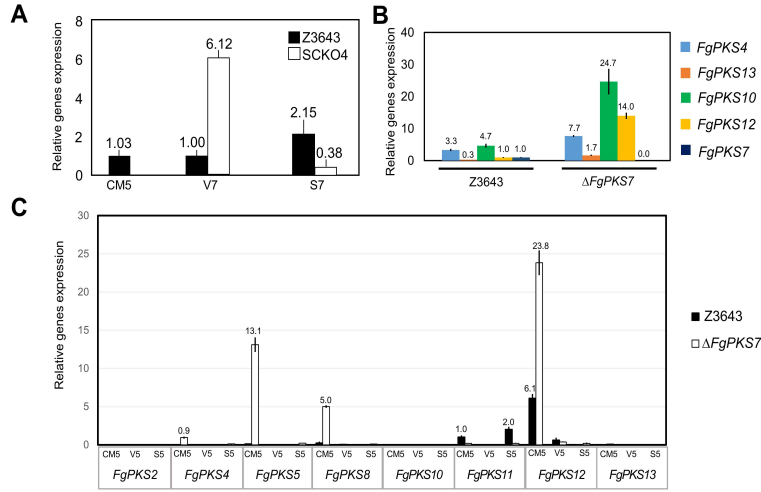 A
Relative genes expression
8
6
4
2
0
1.03
1.00
6.12
2.15
0.38
CM5
V7
S7
Z3643
SCKO4
B
Relative genes expression
40
30
20
10
0
3.3
0.3
4.7
1.0
1.0
7.7
1.7
24.7
14.0
0.0
Z3643
ΔFgPKS7
FgPKS4
FgPKS13
FgPKS10
FgPKS12
FgPKS7
C
Relative genes expression
30
25
20
15
10
5
0
0.9
13.1
5.0
1.0
2.0
6.1
23.8
CM5 V5 S5 CM5 V5 S5 CM5 V5 S5 CM5 V5 S5 CM5 V5 S5 CM5 V5 S5 CM5 V5 S5 CM5 V5 S5
FgPKS2 FgPKS4 FgPKS5 FgPKS8 FgPKS10 FgPKS11 FgPKS12 FgPKS13
Z3643
ΔFgPKS7